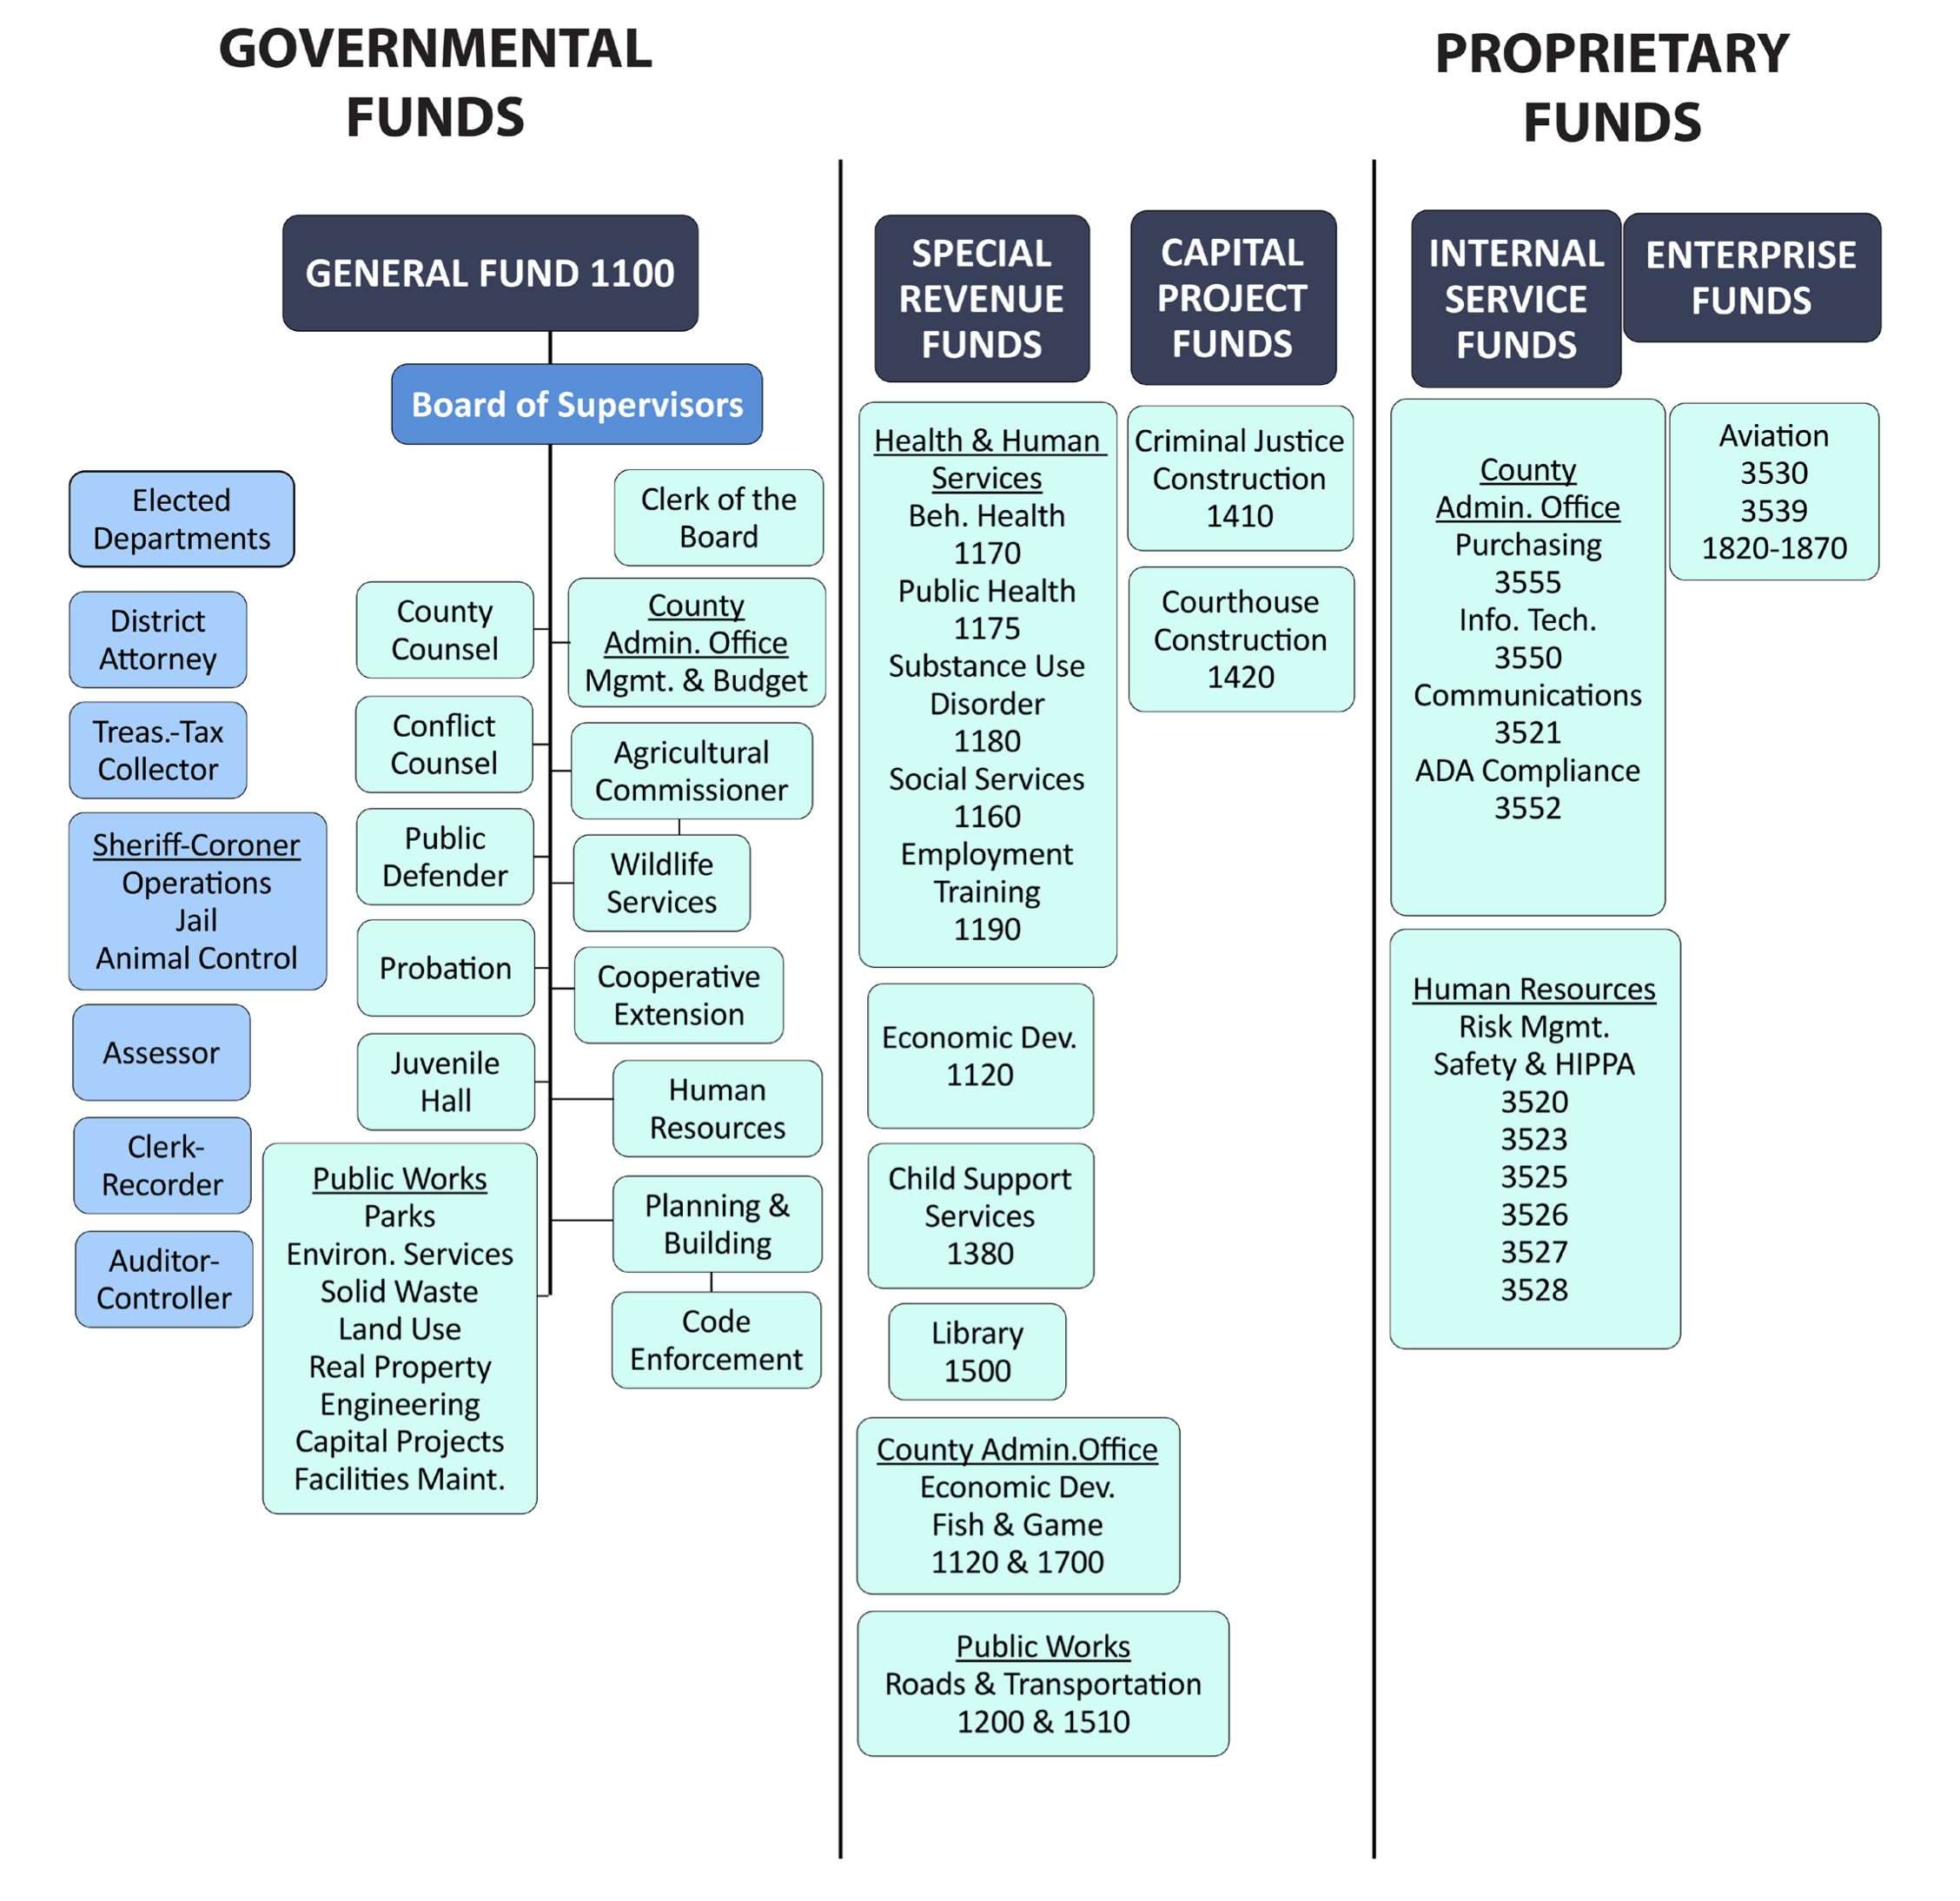 GOVERNMENTAL
FUNDS
PROPRIETARY
FUNDS
GENERAL FUND 1100
Board of Supervisors
Elected
Departments
District
Attorney
Treas.-Tax
Collector
Sheriff-Coroner
Operations
Jail
Animal Control
Assessor
Clerk-
Recorder
Auditor-
Controller
County
Counsel
Conflict
Counsel
Public
Defender
Probation
Juvenile
Hall
Public Works
Parks
Environ. Services
Solid Waste
Land Use
Real Property
Engineering
Capital Projects
Facilities Maint.
Clerk of the
Board
County
Admin. Office
Mgmt. & Budget
Agricultural
Commissioner
Wildlife
Services
Cooperative
Extension
Human
Resources
Planning &
Building
Code
Enforcement
SPECIAL
REVENUE
FUNDS
Health & Human
Services
Beh. Health
1170
Public Health
1175
Substance Use
Disorder
1180
Social Services
1160
Employment
Training
1190
Economic Dev.
1120
Child Support
Services
1380
Library
1500
County Admin.Office
Economic Dev.
Fish & Game
1120 & 1700
Public Works
Roads & Transportation
1200 & 1510
CAPITAL
PROJECT
FUNDS
Criminal Justice
Construction
1410
Courthouse
Construction
1420
INTERNAL
SERVICE
FUNDS
County
Admin. Office
Purchasing
3555
Info. Tech.
3550
Communications
3521
ADA Compliance
3552
Human Resources
Risk Mgmt.
Safety & HIPPA
3520
3523
3525
3526
3527
3528
ENTERPRISE
FUNDS
Aviation
3530
3539
1820-1870